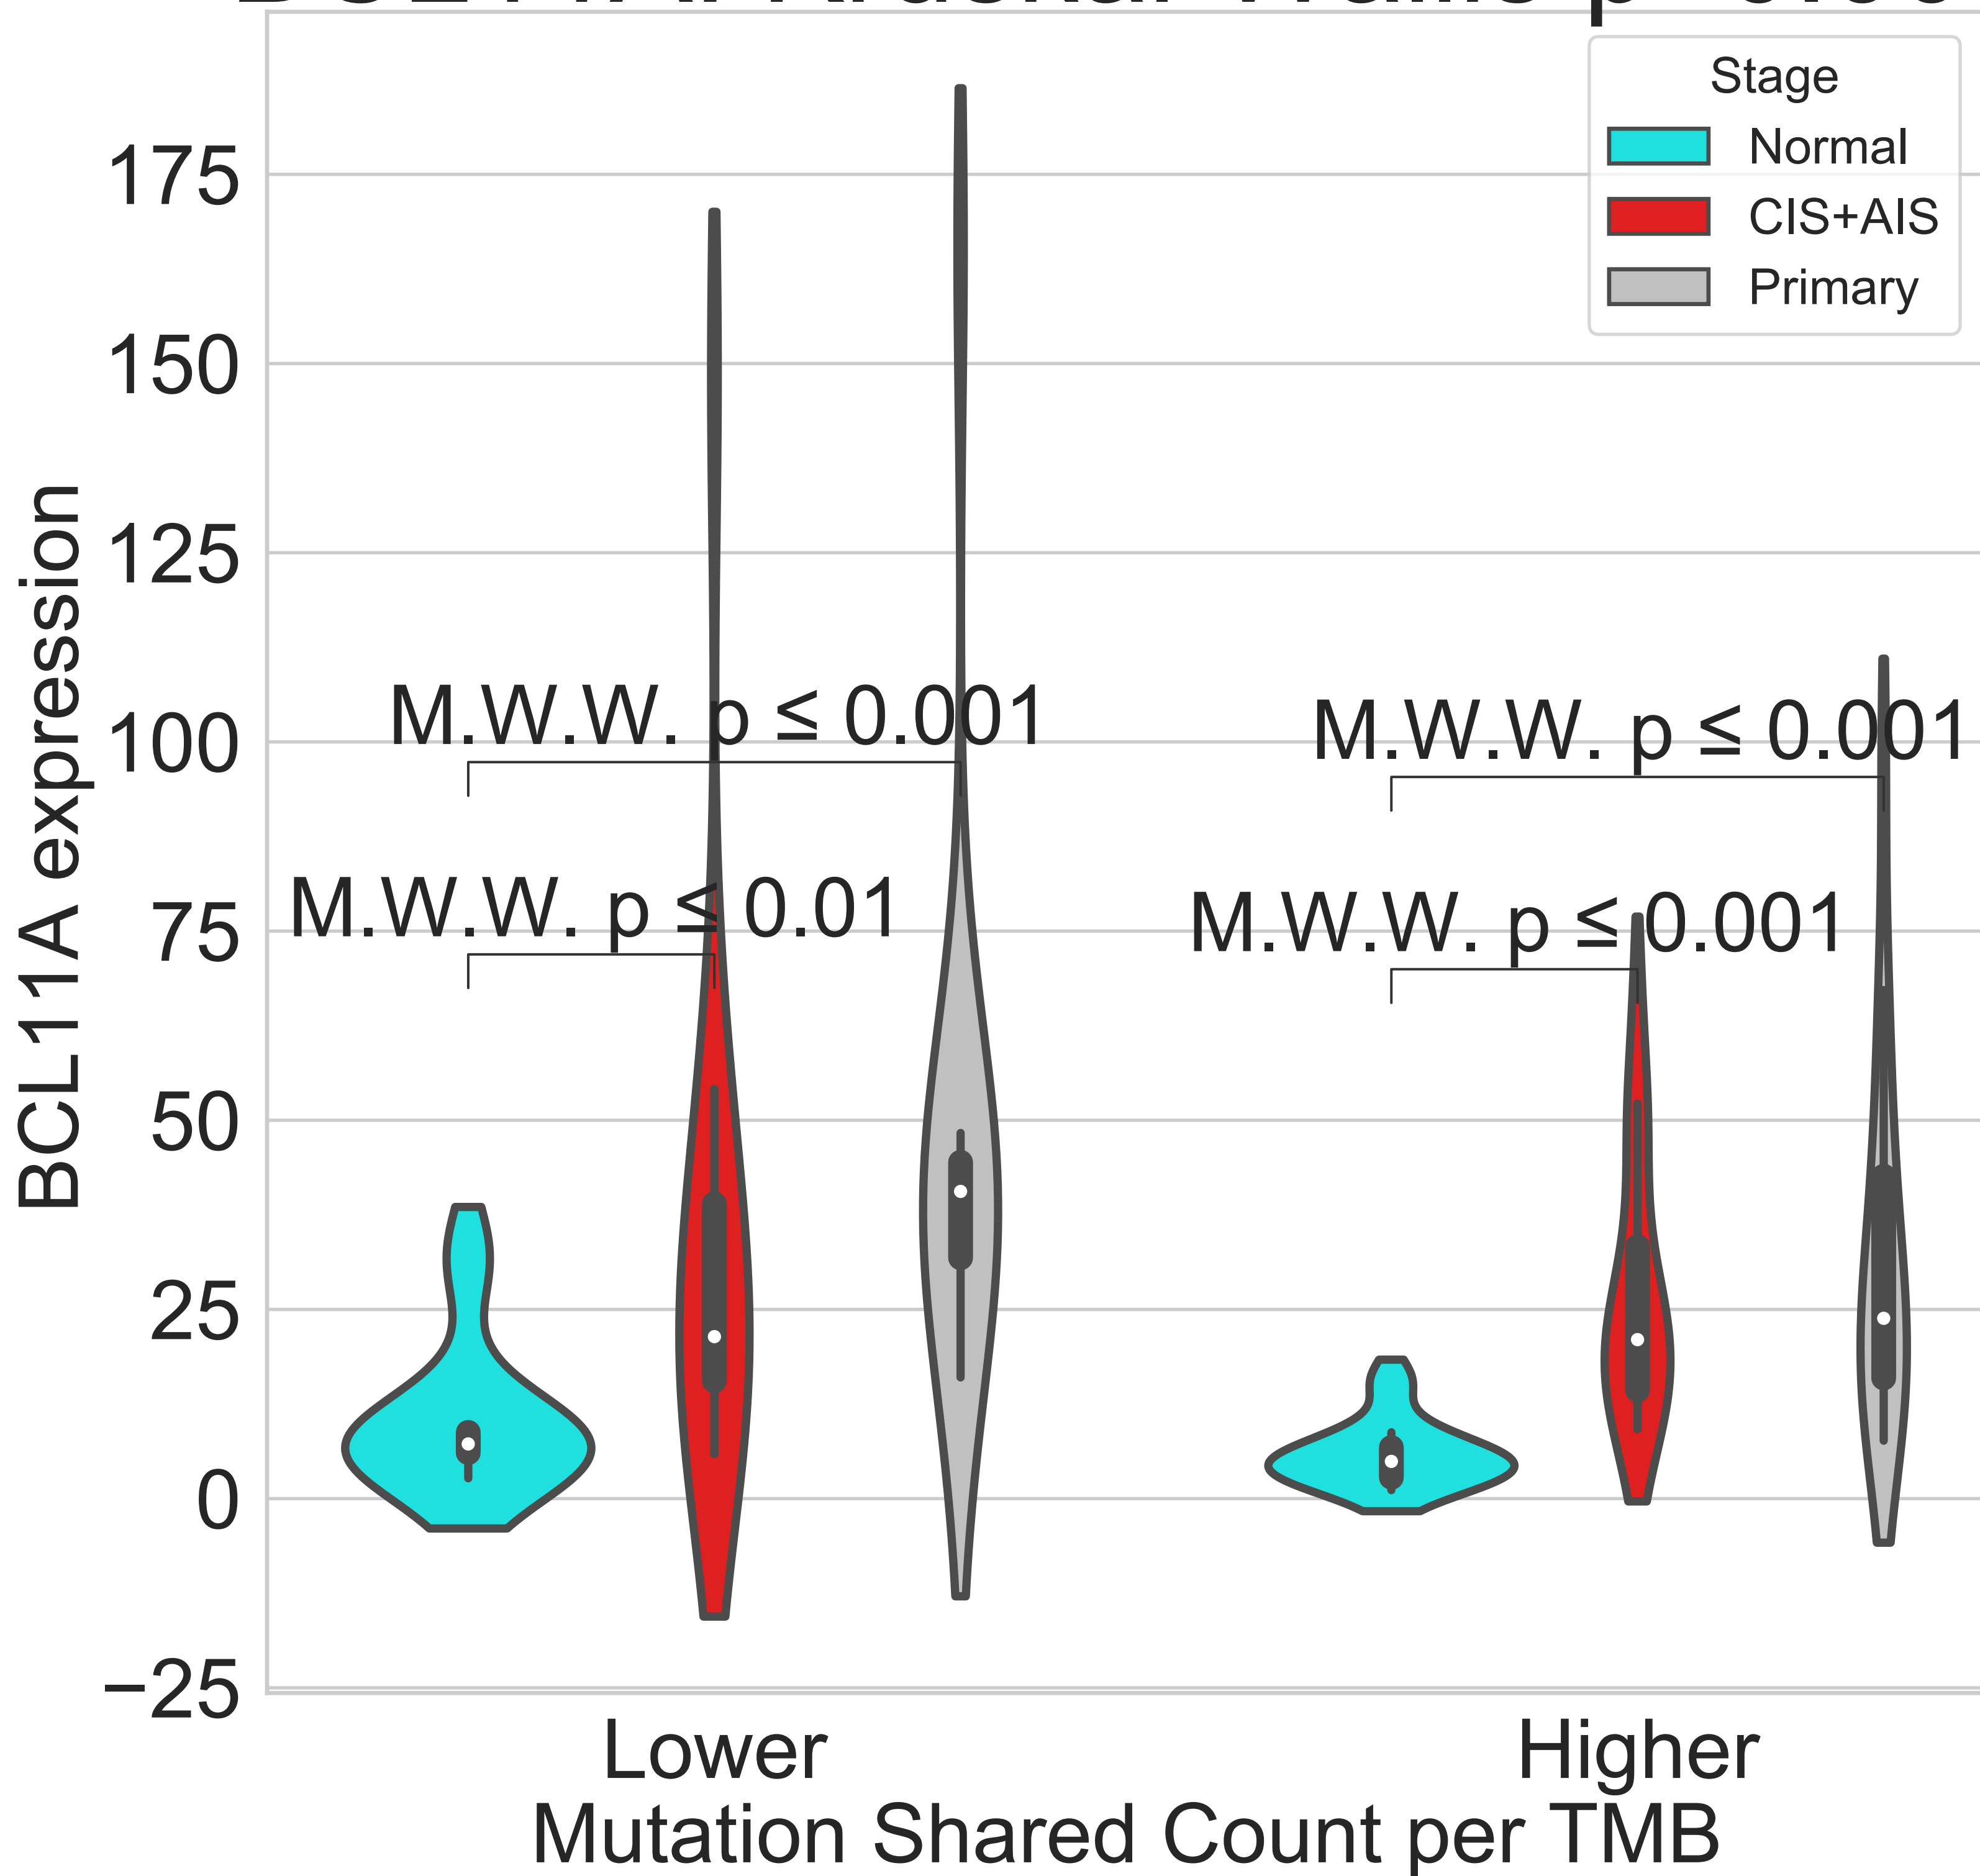 Stage
Normal
CIS+AIS
Primary
175
150
125
100
75
50
25
0
−25
BCL11A expression
M.W.W. p ≤ 0.001
M.W.W. p ≤ 0.01
M.W.W. p ≤ 0.001
M.W.W. p ≤ 0.001
Lower
Higher
Mutation Shared Count per TMB